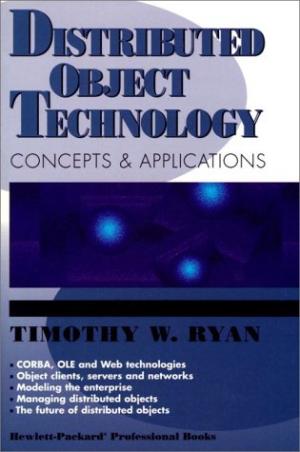 DISTRIBUTED
OBJECT
TECHNOLOGY
CONCEPTS & APPLICATIONS
TIMOTHY W. RYAN
▪ CORBA, OLE and Web technologies
▪ Object clients, servers and networks
▪ Modeling the enterprise
▪ Managing distributed objects
▪ The future of distributed objects
Hewlett-Packard® Professional Books